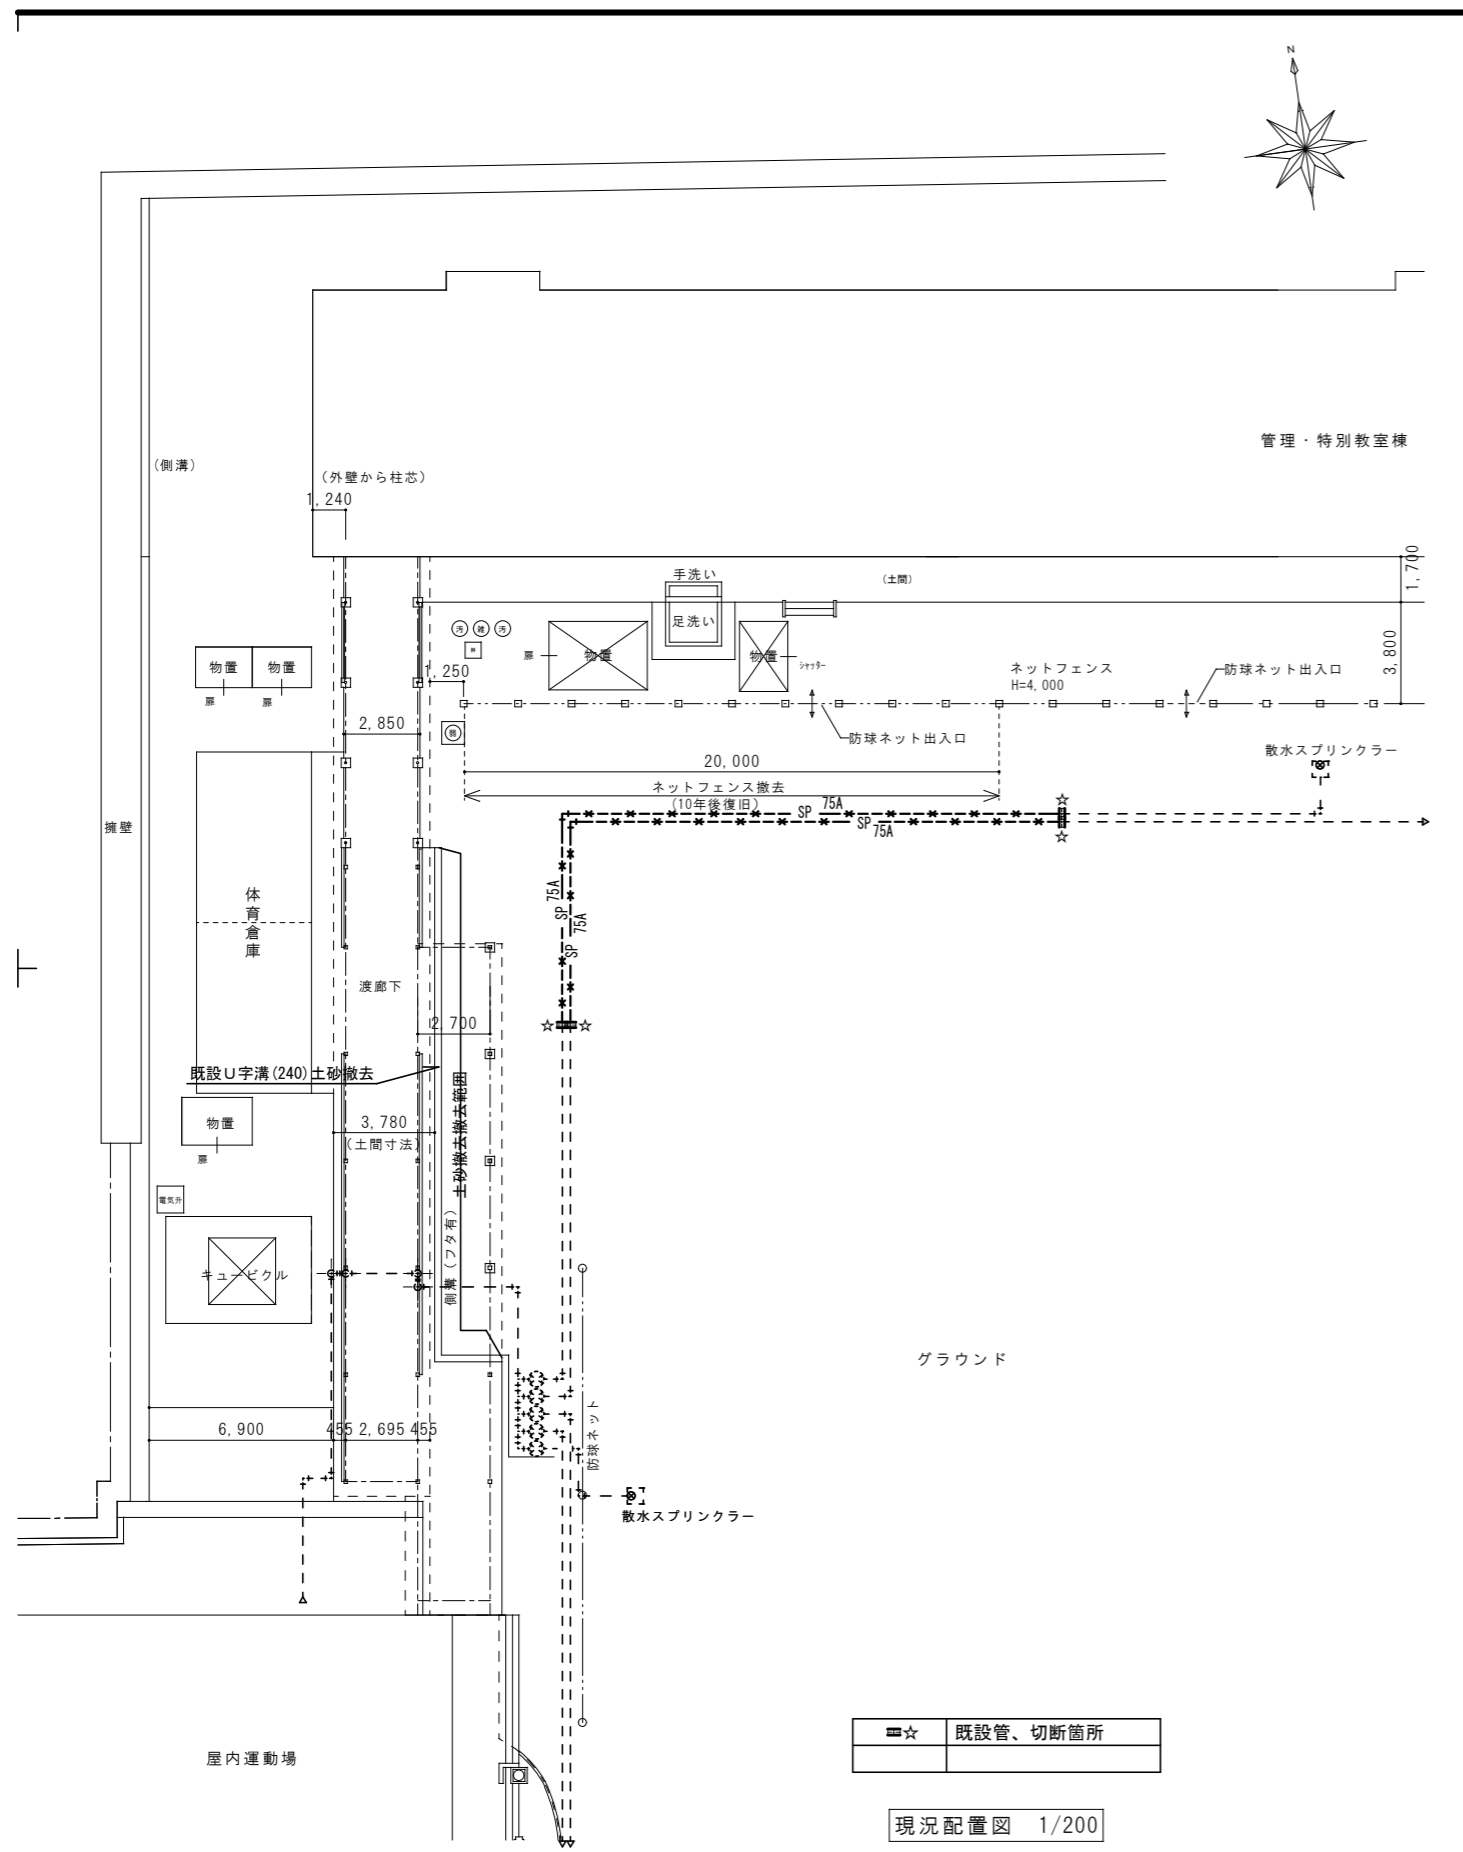 N
管理・特別教室棟
(側溝)
(外壁から柱芯)
1,240
1,700
手洗い
(土間)
足洗い
汚
雑
汚
物置
物置
扉
物置
物置
シャッター
3,800
扉
扉
1,250
ネットフェンス
H=4,000
防球ネット出入口
2,850
弱
防球ネット出入口
散水スプリンクラー
20,000
ネットフェンス撤去
(10年後復旧)
SP 75A
SP 75A
擁壁
体育倉庫
SP 75A
SP 75A
渡廊下
☆ ☆
☆
☆
2,700
既設U字溝(240)土砂撤去
土砂撤去撤去範囲
物置
扉
3,780
(土間寸法)
電気升
キュービクル
側溝(フタ有)
グラウンド
6,900
455
2,695
455
防球ネット
散水スプリンクラー
屋内運動場
☆ 既設管、切断箇所
現況配置図 1/200